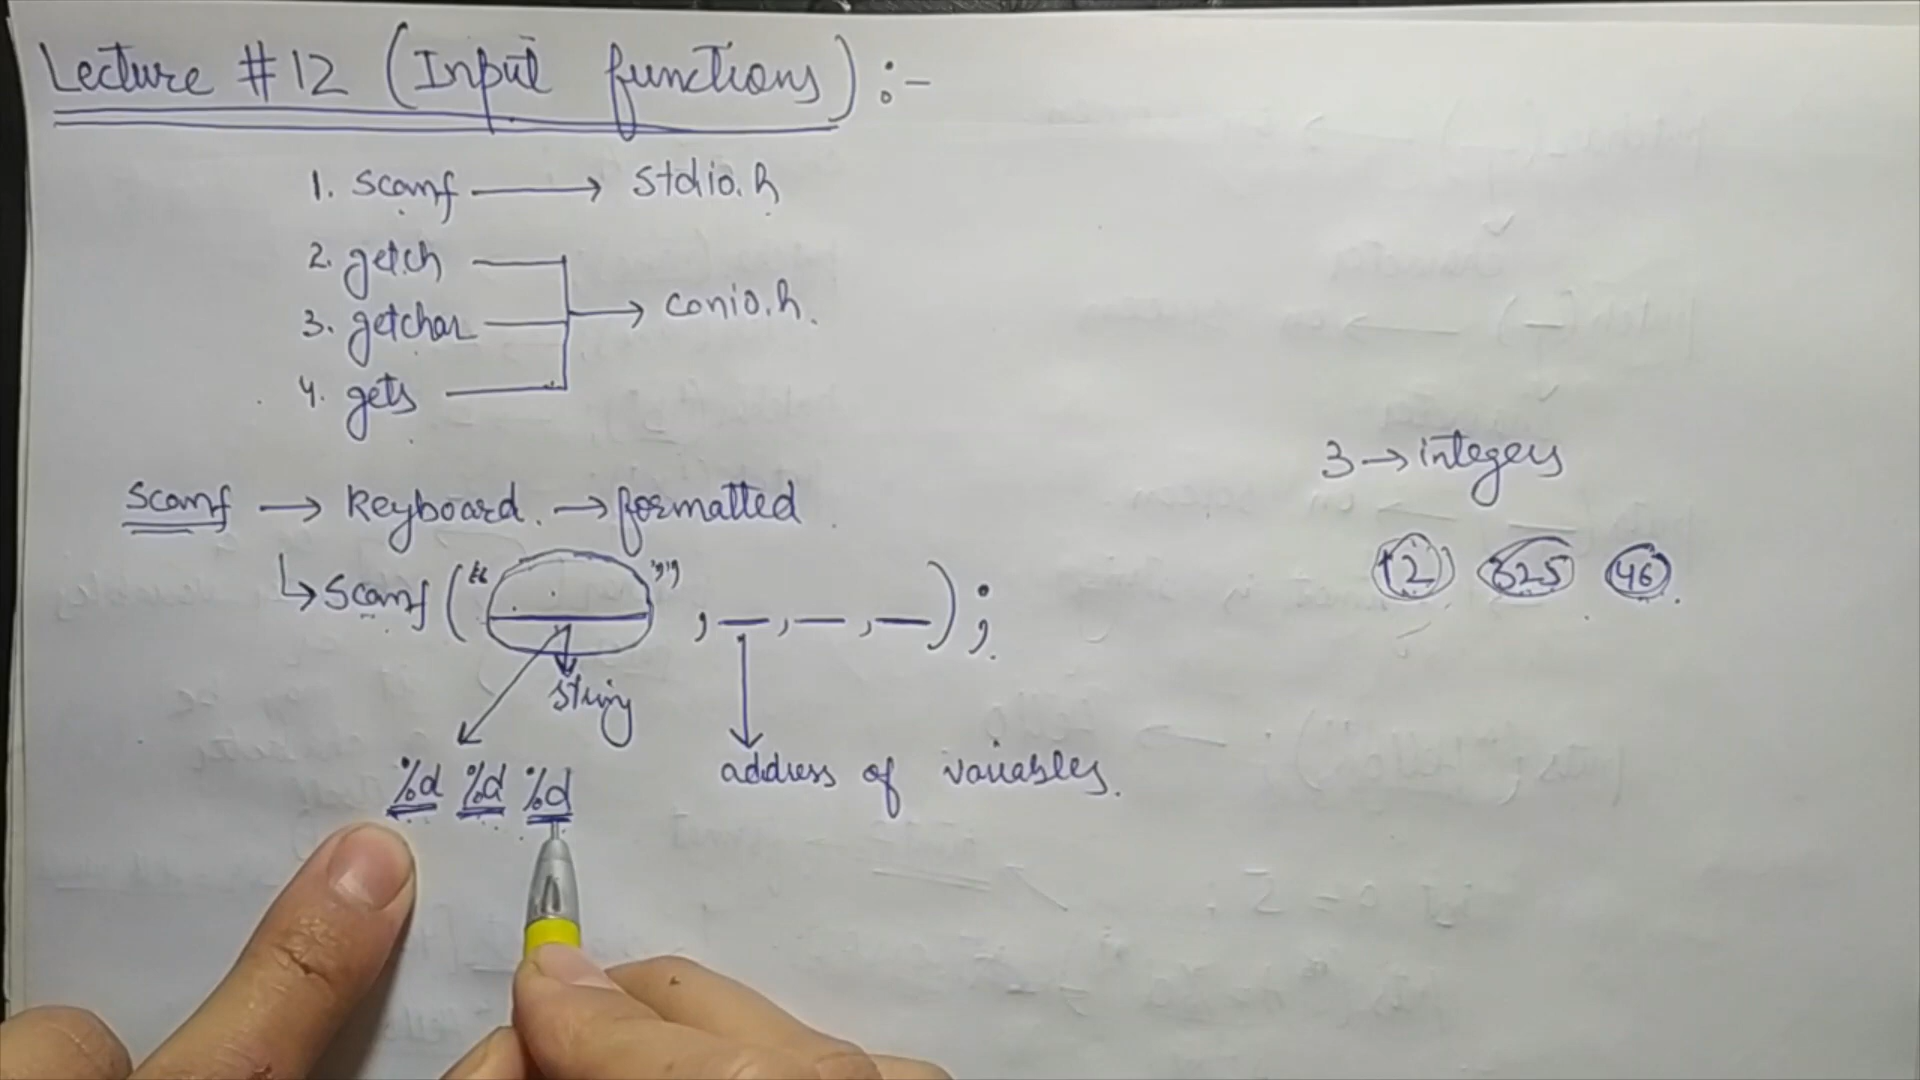 Lecture #12 (Input functions) :-
1. scanf → stdio.h
2. getch
3. getchar → conio.h.
4. gets
3 → integers
12 325 46.
scanf → Keyboard. → formatted
↳ scanf (" ", _, _, _);
string
%d %d %d
address of variables.